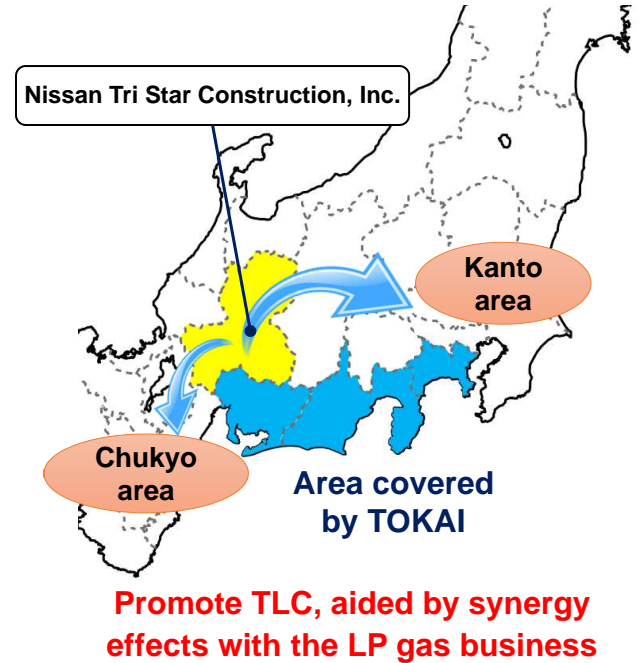 Nissan Tri Star Construction, Inc.
Kanto
area
Chukyo
area
Area covered
by TOKAI
Promote TLC, aided by synergy
effects with the LP gas business